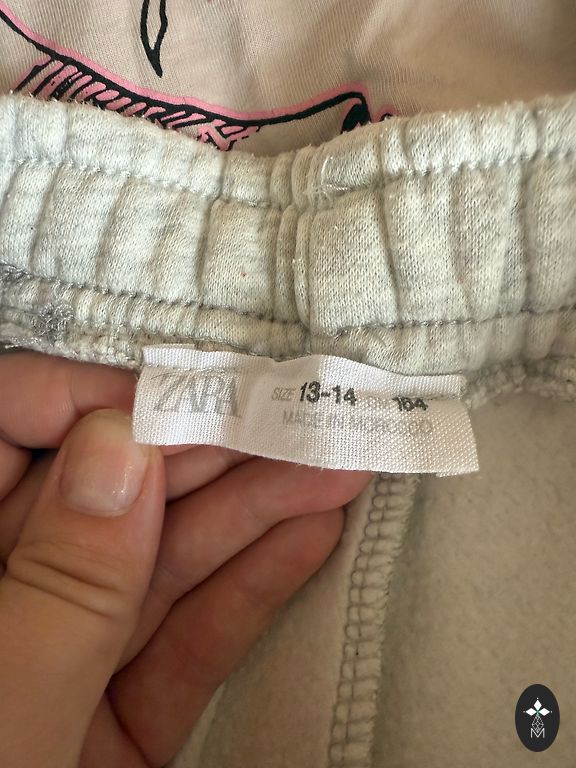 ZARA SIZE 13-14 164
MADE IN MOROCCO
M